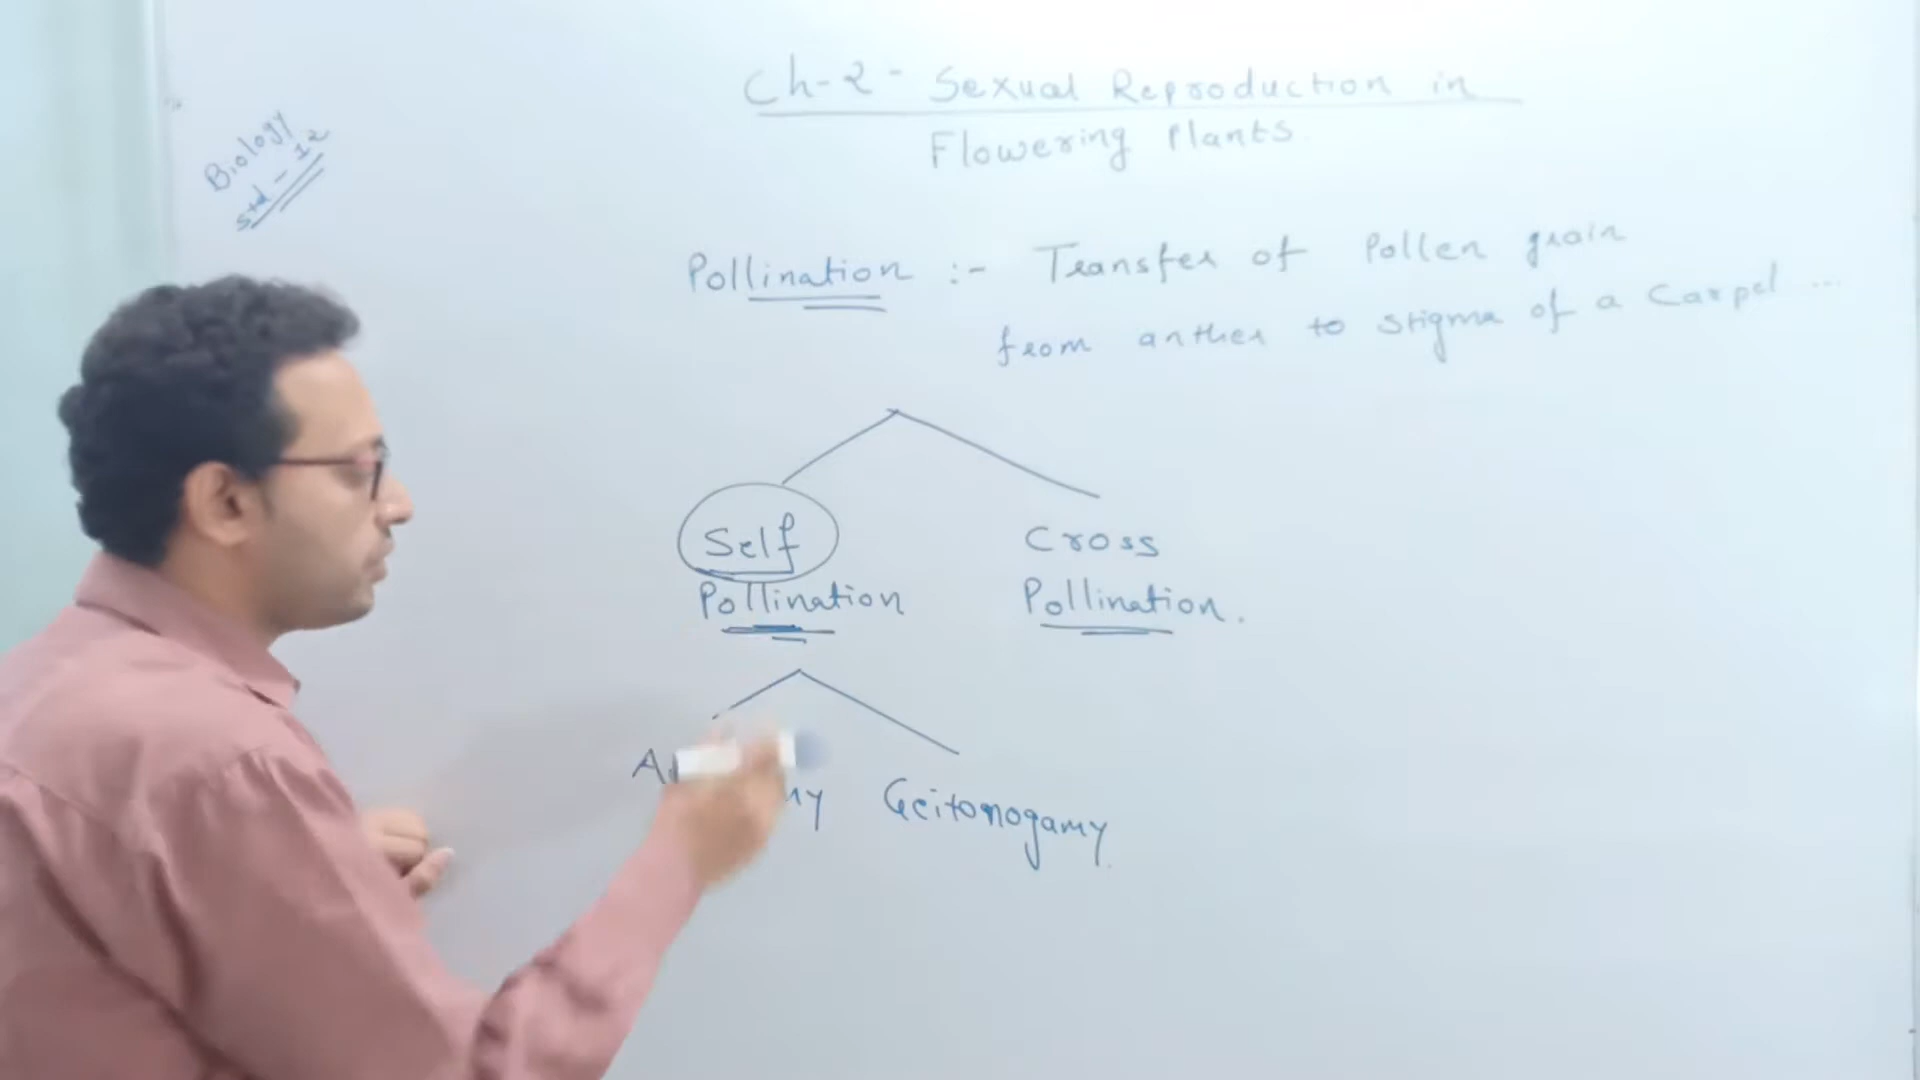 Ch-2- Sexual Reproduction in
Flowering Plants
Biology
Std - 12
Pollination :- Transfer of Pollen grain
from anther to stigma of a Carpel ...
Self
Pollination
Cross
Pollination.
Geitonogamy